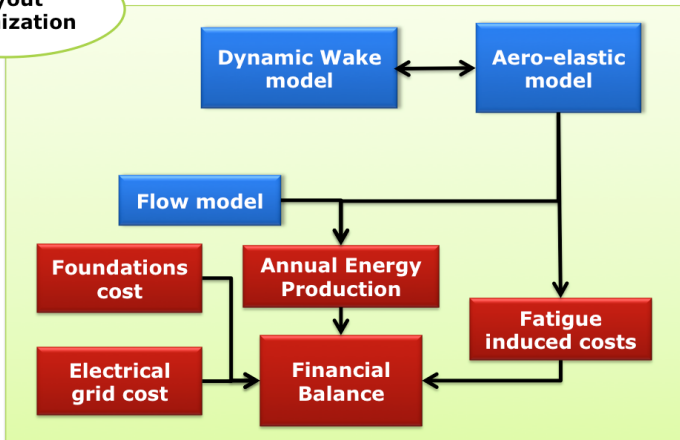 Dynamic Wake
model
Aero-elastic
model
Flow model
Foundations
cost
Annual Energy
Production
Fatigue
induced costs
Electrical
grid cost
Financial
Balance